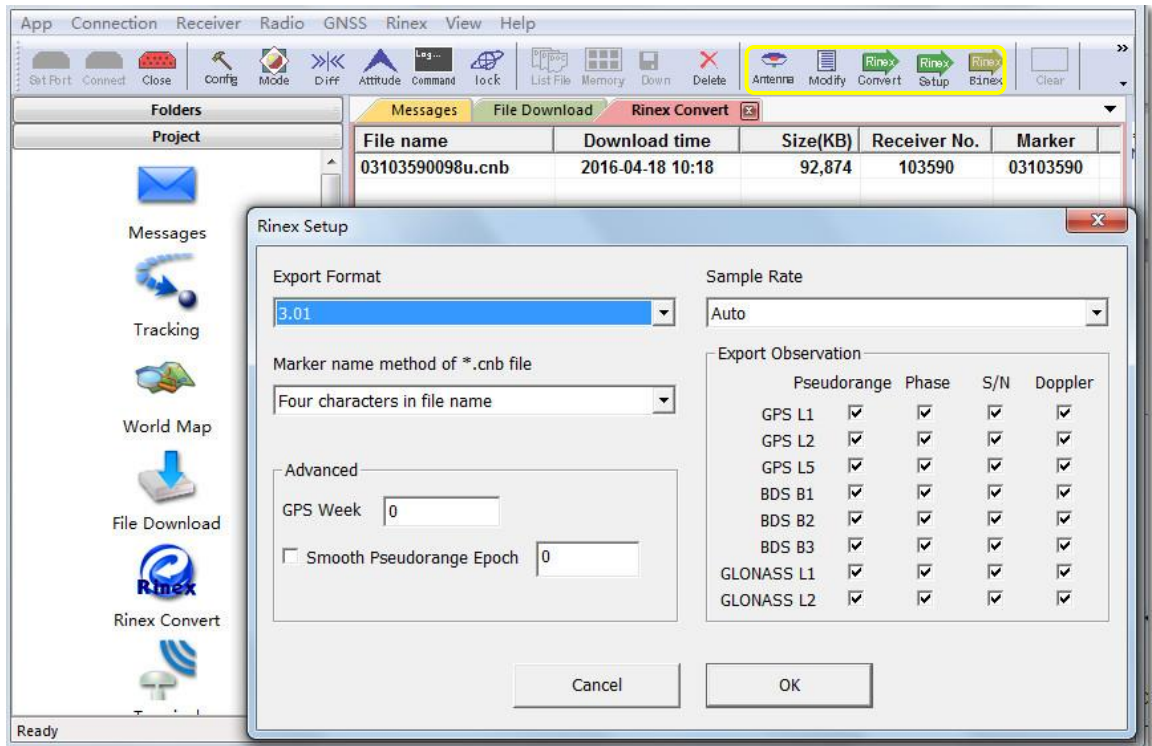 App Connection Receiver Radio GNSS Rinex View Help
Log...
Rinex Rinex Rinex
Set Port Connect Close Config Mode Diff Attitude Command lock List File Memory Down Delete Antenna Modify Convert Setup Binex Clear
Folders
Project
Messages File Download Rinex Convert
File name Download time Size(KB) Receiver No. Marker
03103590098u.cnb 2016-04-18 10:18 92,874 103590 03103590
Messages
Tracking
World Map
File Download
Rinex
Rinex Convert
Ready
Rinex Setup
Export Format
3.01
Marker name method of *.cnb file
Four characters in file name
Advanced
GPS Week 0
Smooth Pseudorange Epoch 0
Sample Rate
Auto
Export Observation
Pseudorange Phase S/N Doppler
GPS L1
GPS L2
GPS L5
BDS B1
BDS B2
BDS B3
GLONASS L1
GLONASS L2
Cancel OK